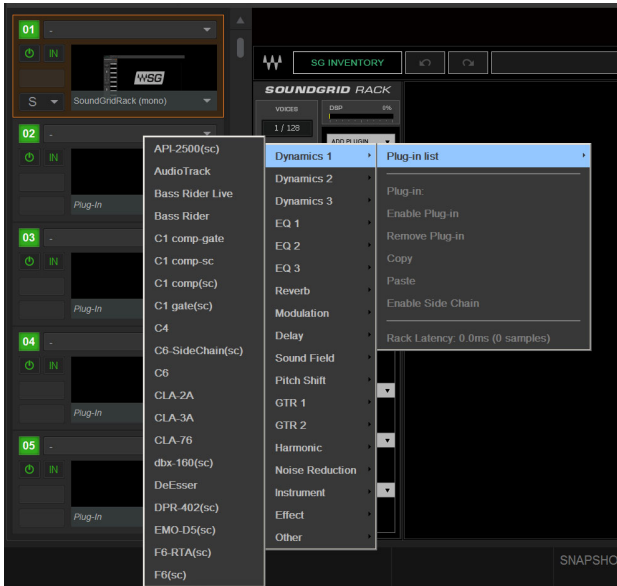 01 -
IN
WSG
S SoundGridRack (mono)
02 -
IN
Plug-In
03 -
IN
Plug-In
04 -
IN
Plug-In
05 -
IN
Plug-In
SG INVENTORY
SOUNDGRID RACK
VOICES DSP 0%
1 / 128
ADD PLUGIN
API-2500(sc)
AudioTrack
Bass Rider Live
Bass Rider
C1 comp-gate
C1 comp-sc
C1 comp(sc)
C1 gate(sc)
C4
C6-SideChain(sc)
C6
CLA-2A
CLA-3A
CLA-76
dbx-160(sc)
DeEsser
DPR-402(sc)
EMO-D5(sc)
F6-RTA(sc)
F6(sc)
Dynamics 1
Dynamics 2
Dynamics 3
EQ 1
EQ 2
EQ 3
Reverb
Modulation
Delay
Sound Field
Pitch Shift
GTR 1
GTR 2
Harmonic
Noise Reduction
Instrument
Effect
Other
Plug-in list
Plug-in:
Enable Plug-in
Remove Plug-in
Copy
Paste
Enable Side Chain
Rack Latency: 0.0ms (0 samples)
SNAPSHO